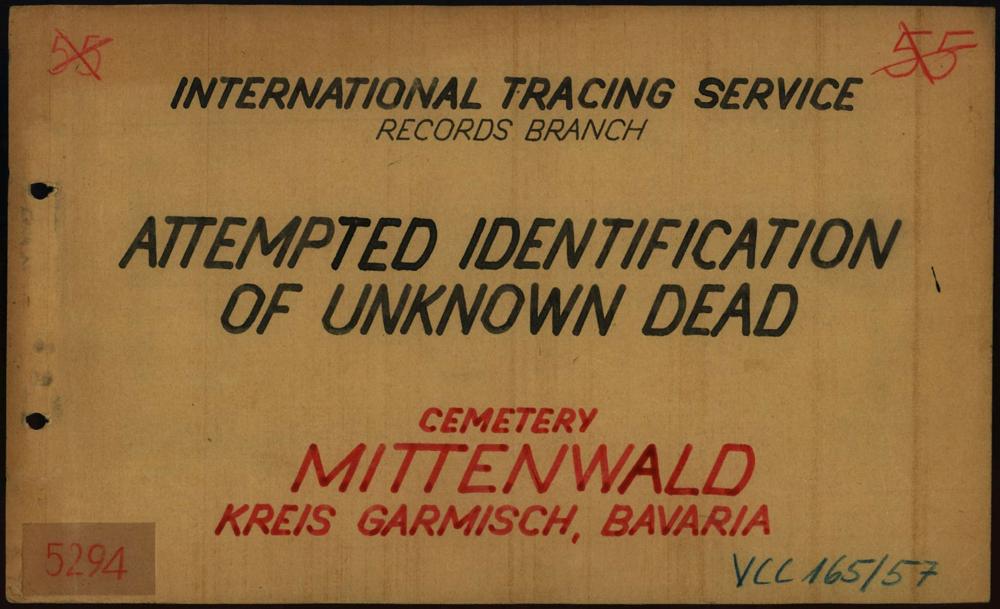 55 55
INTERNATIONAL TRACING SERVICE
RECORDS BRANCH
ATTEMPTED IDENTIFICATION
OF UNKNOWN DEAD
CEMETERY
MITTENWALD
KREIS GARMISCH, BAVARIA
5294
VCC 165/57